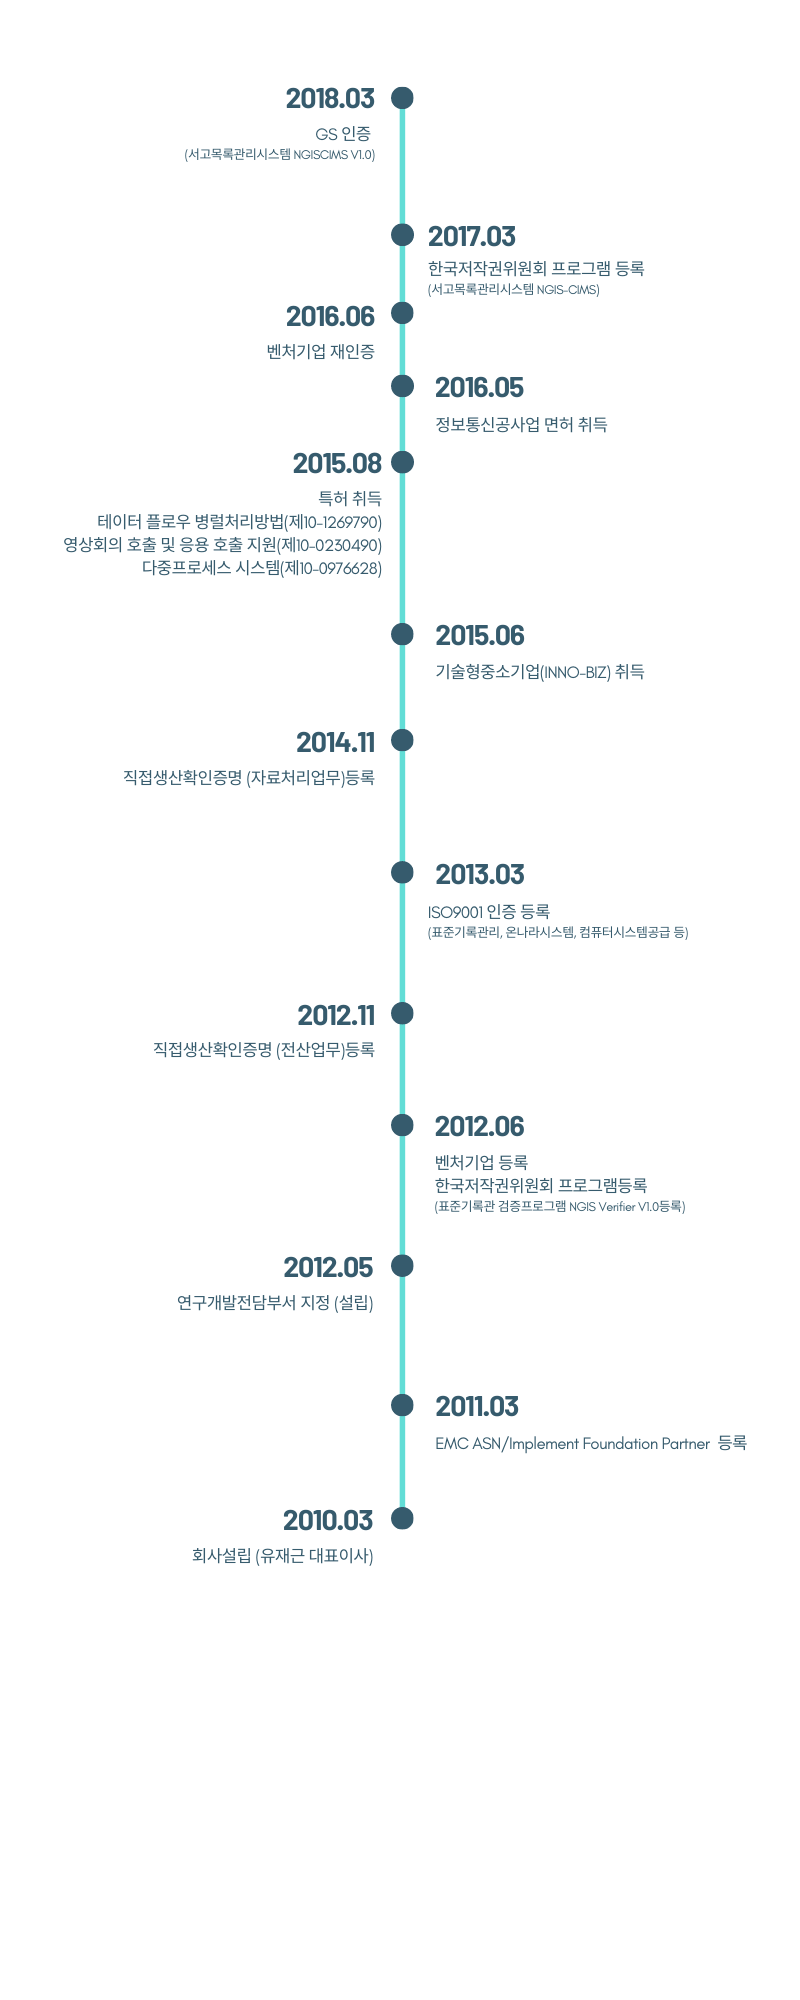 2018.03
GS 인증
(서고목록관리시스템 NGISCIMS V1.0)
2017.03
한국저작권위원회 프로그램 등록
(서고목록관리시스템 NGIS-CIMS)
2016.06
벤처기업 재인증
2016.05
정보통신공사업 면허 취득
2015.08
특허 취득
테이터 플로우 병럴처리방법(제10-1269790)
영상회의 호출 및 응용 호출 지원(제10-0230490)
다중프로세스 시스템(제10-0976628)
2015.06
기술형중소기업(INNO-BIZ) 취득
2014.11
직접생산확인증명 (자료처리업무)등록
2013.03
ISO9001 인증 등록
(표준기록관리, 온나라시스템, 컴퓨터시스템공급 등)
2012.11
직접생산확인증명 (전산업무)등록
2012.06
벤처기업 등록
한국저작권위원회 프로그램등록
(표준기록관 검증프로그램 NGIS Verifier V1.0등록)
2012.05
연구개발전담부서 지정 (설립)
2011.03
EMC ASN/Implement Foundation Partner 등록
2010.03
회사설립 (유재근 대표이사)